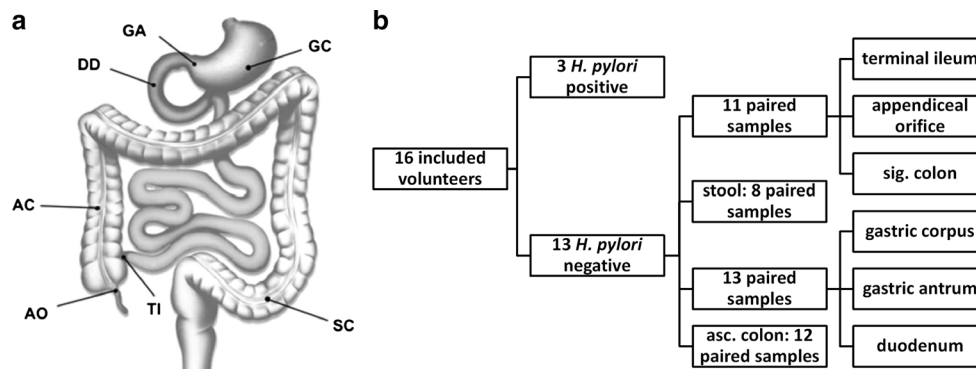 a
GA
GC
DD
AC
AO
TI
SC
b
16 included
volunteers
3 H. pylori
positive
13 H. pylori
negative
11 paired
samples
stool: 8 paired
samples
13 paired
samples
asc. colon: 12
paired samples
terminal ileum
appendiceal
orifice
sig. colon
gastric corpus
gastric antrum
duodenum